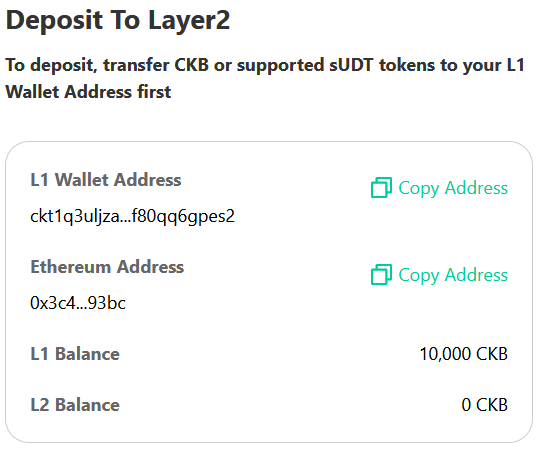 Deposit To Layer2
To deposit, transfer CKB or supported sUDT tokens to your L1
Wallet Address first
L1 Wallet Address
Copy Address
ckt1q3uljza...f80qq6gpes2
Ethereum Address
Copy Address
0x3c4...93bc
L1 Balance 10,000 CKB
L2 Balance 0 CKB